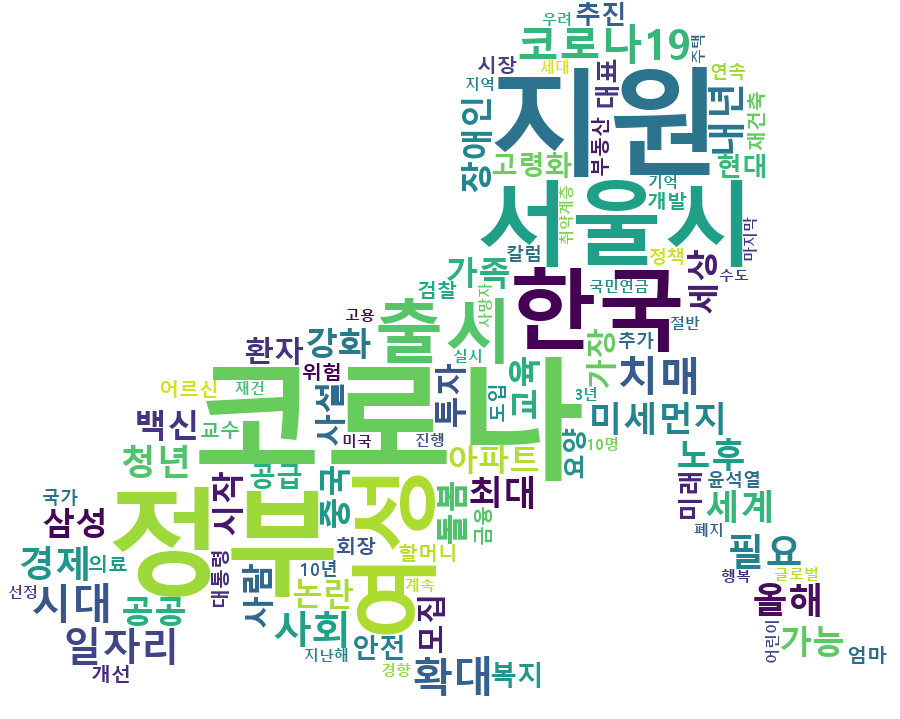 우려
추진
코로나19
주택
시장
세대
대표
연속
지역
지원
내년
재건축
장애인
부동산
고령화
현대
기억
취약계층
개발
서울시
마지막
칼럼
정책
세상
가족
수도
검찰
사망자
국민연금
한국
고용
출시
절반
환자
강화
실시
가장
추가
위험
치매
어르신
재건
사설
투자
도입
교육
3년
백신
교수
코로나
미국
진행
미세먼지
10명
청년
아파트
요양
노후
공급
중국
시작
최대
미래
윤석열
국가
정부
여성
돌봄
세계
삼성
금융
폐지
회장
할머니
필요
경제
의료
대통령
10년
계속
행복
글로벌
선정
시대
공공
사람
논란
모집
올해
일자리
사회
안전
어린이
가능
엄마
지난해
개선
경향
확대
복지